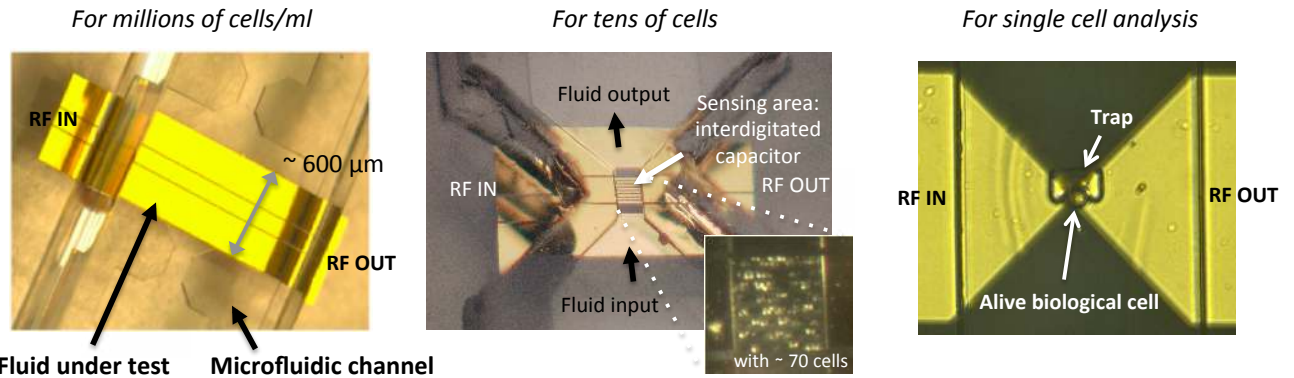 For millions of cells/ml
For tens of cells
For single cell analysis
RF IN
~ 600 µm
RF OUT
Fluid under test
Microfluidic channel
Fluid output
Sensing area:
interdigitated
capacitor
RF IN
RF OUT
Fluid input
with ~ 70 cells
Trap
RF IN
RF OUT
Alive biological cell